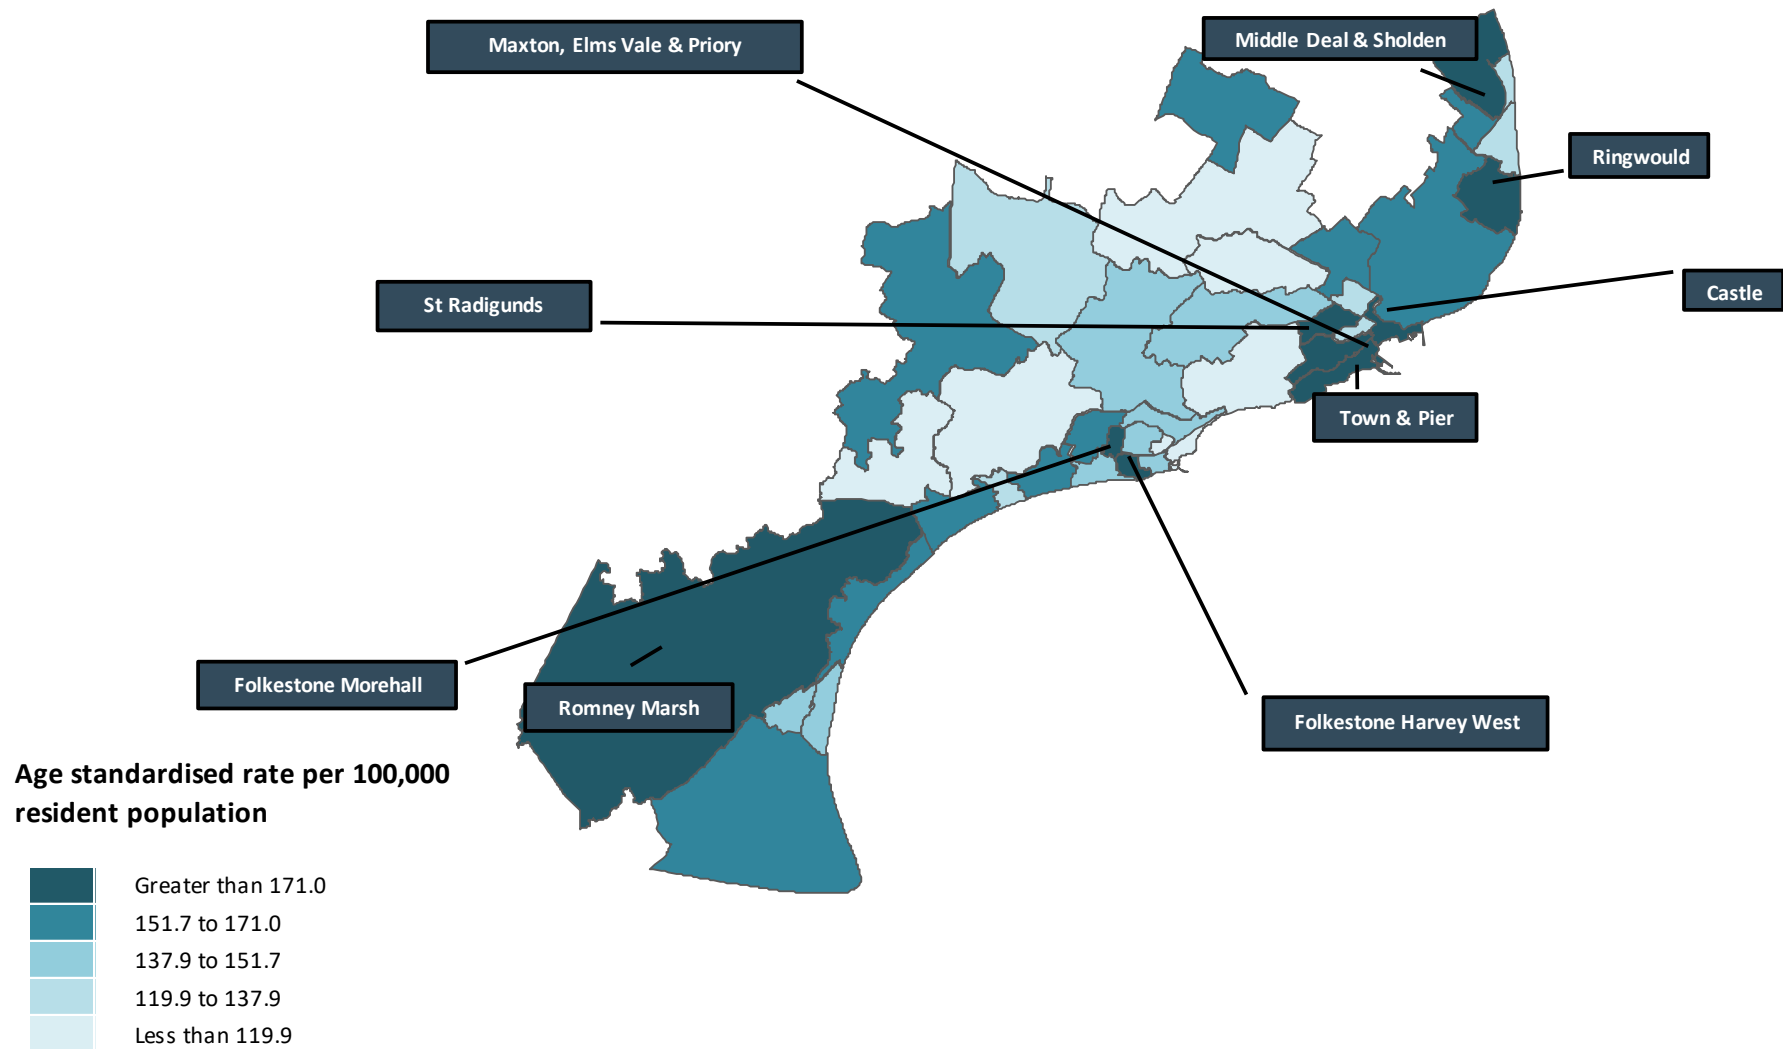 Maxton, Elms Vale & Priory
Middle Deal & Sholden
Ringwould
Castle
St Radigunds
Town & Pier
Folkestone Morehall
Romney Marsh
Folkestone Harvey West
Age standardised rate per 100,000
resident population
Greater than 171.0
151.7 to 171.0
137.9 to 151.7
119.9 to 137.9
Less than 119.9